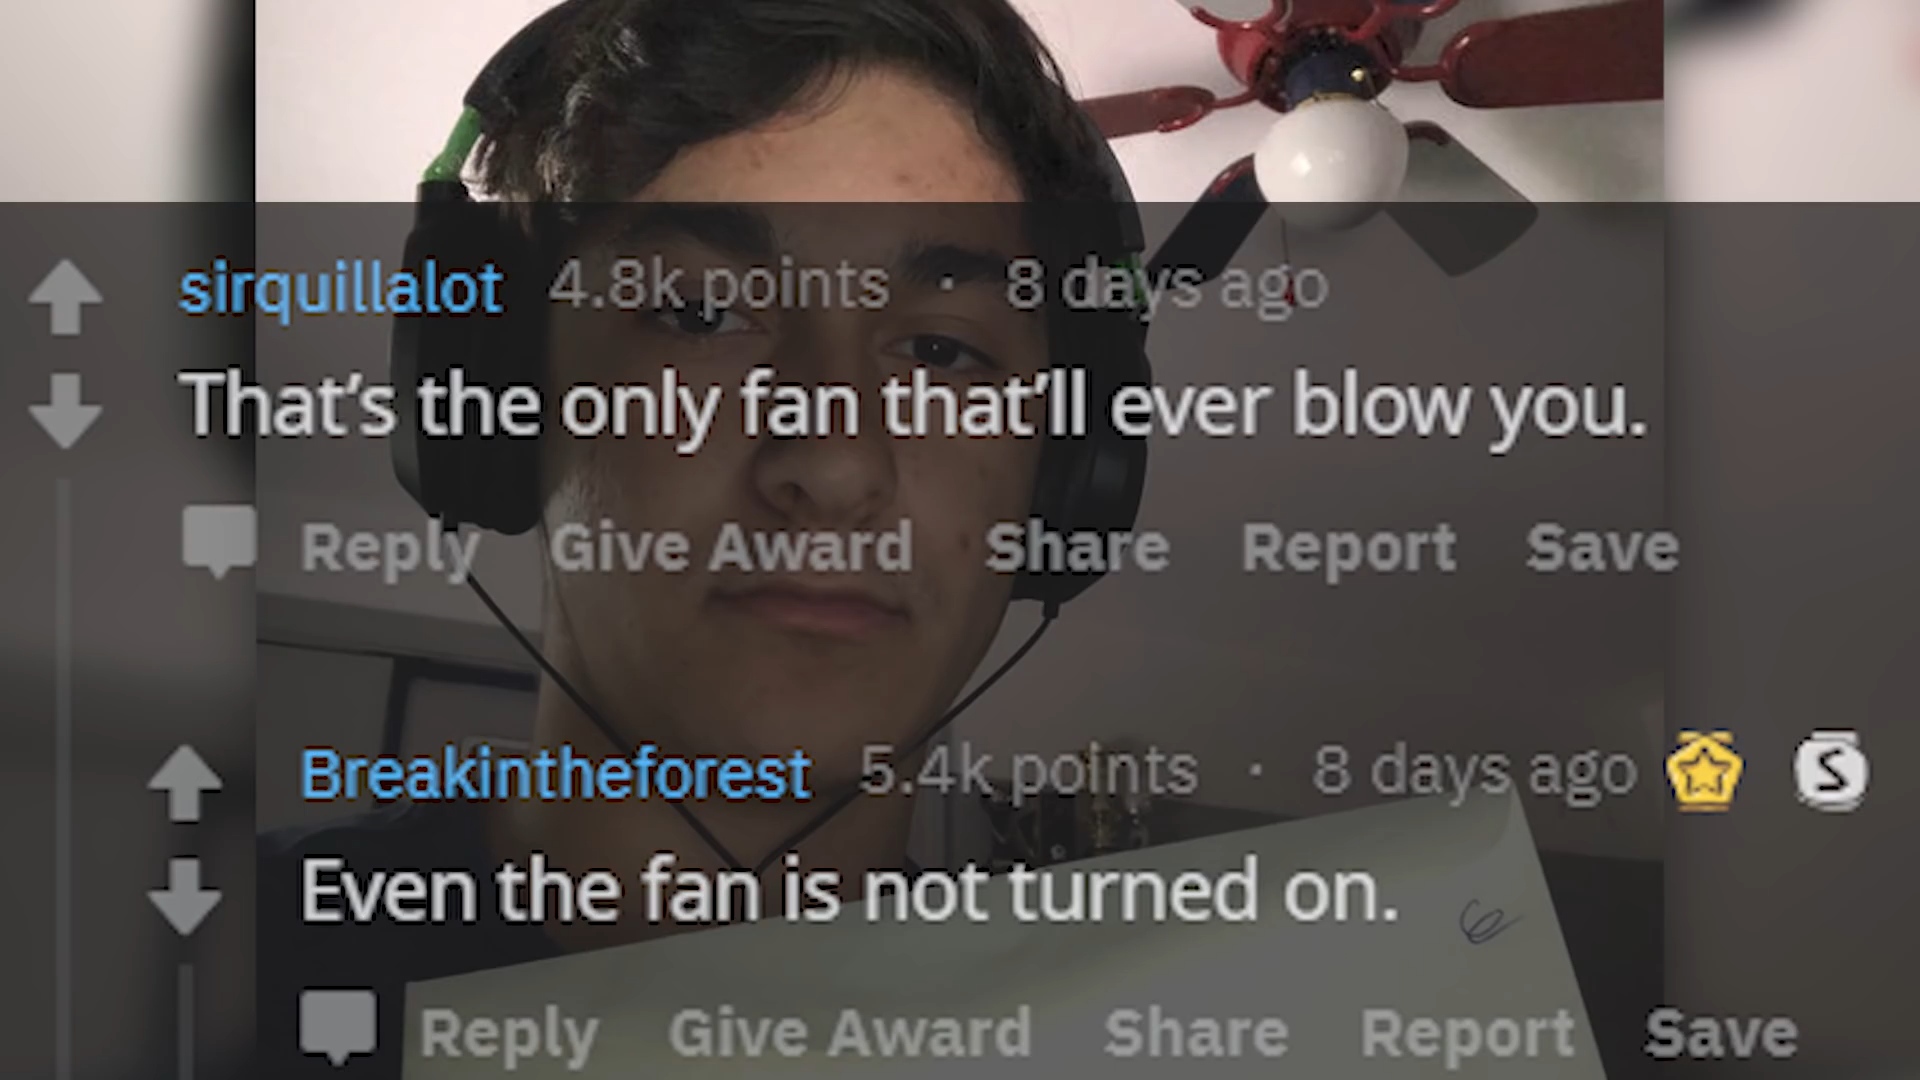 sirquillalot 4.8k points · 8 days ago
That's the only fan that'll ever blow you.
Reply Give Award Share Report Save
Breakintheforest 5.4k points · 8 days ago
Even the fan is not turned on.
Reply Give Award Share Report Save